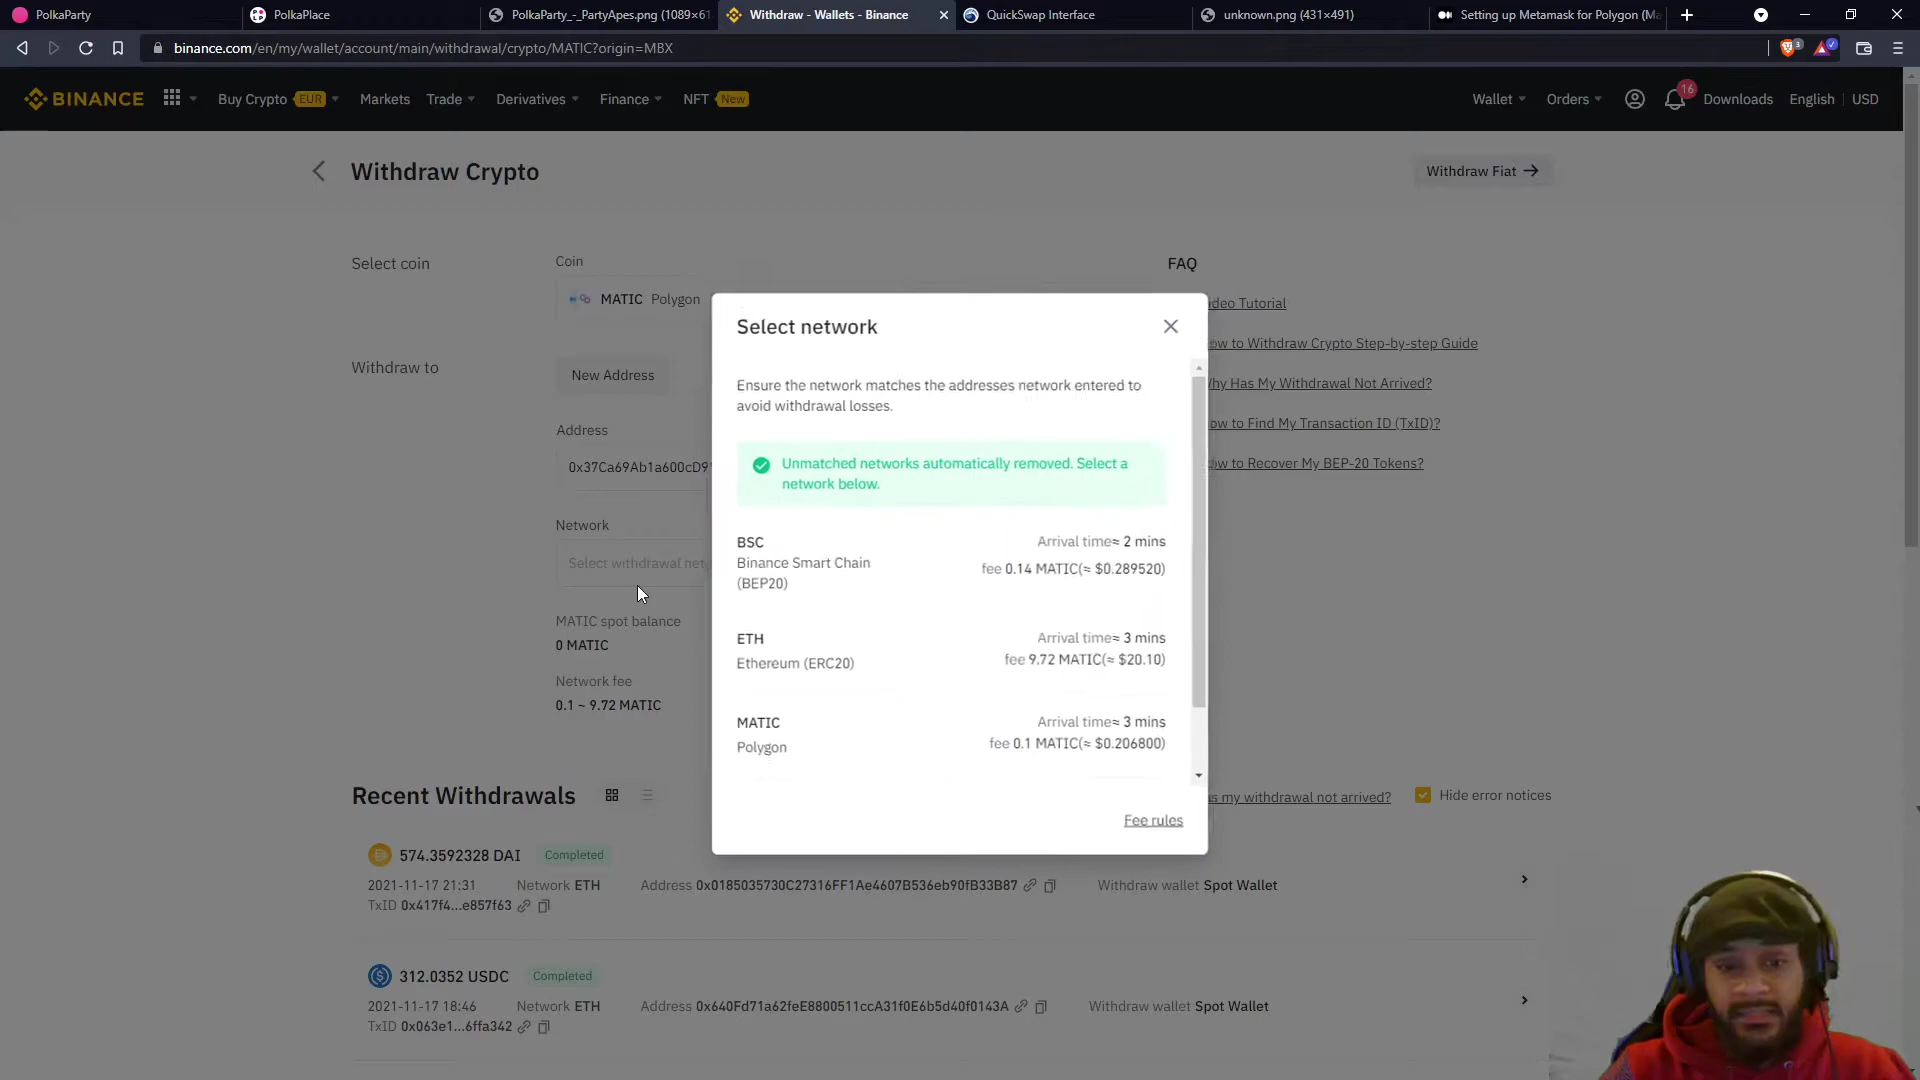 PolkaParty
PolkaPlace
PolkaParty_-_PartyApes.png (1089×61
Withdraw - Wallets - Binance
QuickSwap Interface
unknown.png (431×491)
Setting up Metamask for Polygon (Ma
binance.com/en/my/wallet/account/main/withdrawal/crypto/MATIC?origin=MBX
3
BINANCE
Buy Crypto EUR
Markets
Trade
Derivatives
Finance
NFT New
Wallet
Orders
16
Downloads
English
USD
Withdraw Crypto
Withdraw Fiat
Select coin
Coin
MATIC Polygon
Withdraw to
New Address
Address
0x37Ca69Ab1a600cD9
Network
Select withdrawal net
MATIC spot balance
0 MATIC
Network fee
0.1 ~ 9.72 MATIC
FAQ
deo Tutorial
ow to Withdraw Crypto Step-by-step Guide
hy Has My Withdrawal Not Arrived?
ow to Find My Transaction ID (TxID)?
ow to Recover My BEP-20 Tokens?
Select network
Ensure the network matches the addresses network entered to
avoid withdrawal losses.
Unmatched networks automatically removed. Select a
network below.
BSC
Binance Smart Chain
(BEP20)
Arrival time≈ 2 mins
fee 0.14 MATIC(≈ $0.289520)
ETH
Ethereum (ERC20)
Arrival time≈ 3 mins
fee 9.72 MATIC(≈ $20.10)
MATIC
Polygon
Arrival time≈ 3 mins
fee 0.1 MATIC(≈ $0.206800)
Fee rules
Recent Withdrawals
s my withdrawal not arrived?
Hide error notices
574.3592328 DAI Completed
2021-11-17 21:31 Network ETH Address 0x0185035730C27316FF1Ae4607B536eb90fB33B87 Withdraw wallet Spot Wallet
TxID 0x417f4...e857f63
312.0352 USDC Completed
2021-11-17 18:46 Network ETH Address 0x640Fd71a62feE8800511ccA31f0E6b5d40f0143A Withdraw wallet Spot Wallet
TxID 0x063e1...6ffa342